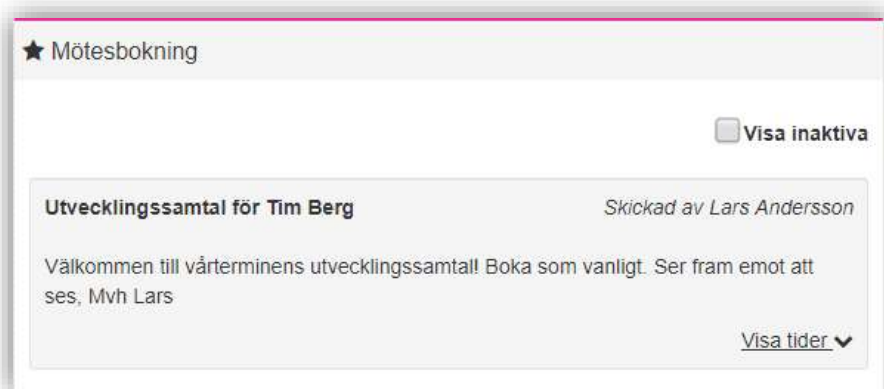 Mötesbokning
Visa inaktiva
Utvecklingssamtal för Tim Berg
Skickad av Lars Andersson
Välkommen till vårterminens utvecklingssamtal! Boka som vanligt. Ser fram emot att
ses, Mvh Lars
Visa tider